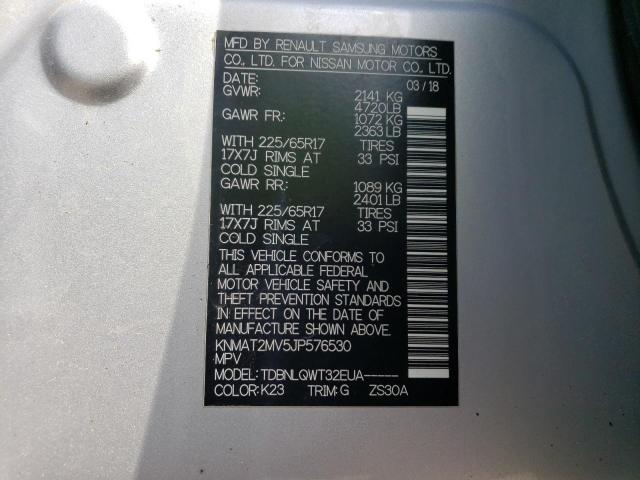 MFD BY RENAULT SAMSUNG MOTORS
CO., LTD. FOR NISSAN MOTOR CO., LTD.
DATE: 03/18
GVWR: 2141 KG
4720LB
GAWR FR: 1072 KG
2363 LB
WITH 225/65R17 TIRES
17X7J RIMS AT 33 PSI
COLD SINGLE
GAWR RR: 1089 KG
2401 LB
WITH 225/65R17 TIRES
17X7J RIMS AT 33 PSI
COLD SINGLE
THIS VEHICLE CONFORMS TO
ALL APPLICABLE FEDERAL
MOTOR VEHICLE SAFETY AND
THEFT PREVENTION STANDARDS
IN EFFECT ON THE DATE OF
MANUFACTURE SHOWN ABOVE.
KNMAT2MV5JP576530
MPV
MODEL: TDBNLQWT32EUA------
COLOR: K23 TRIM: G ZS30A